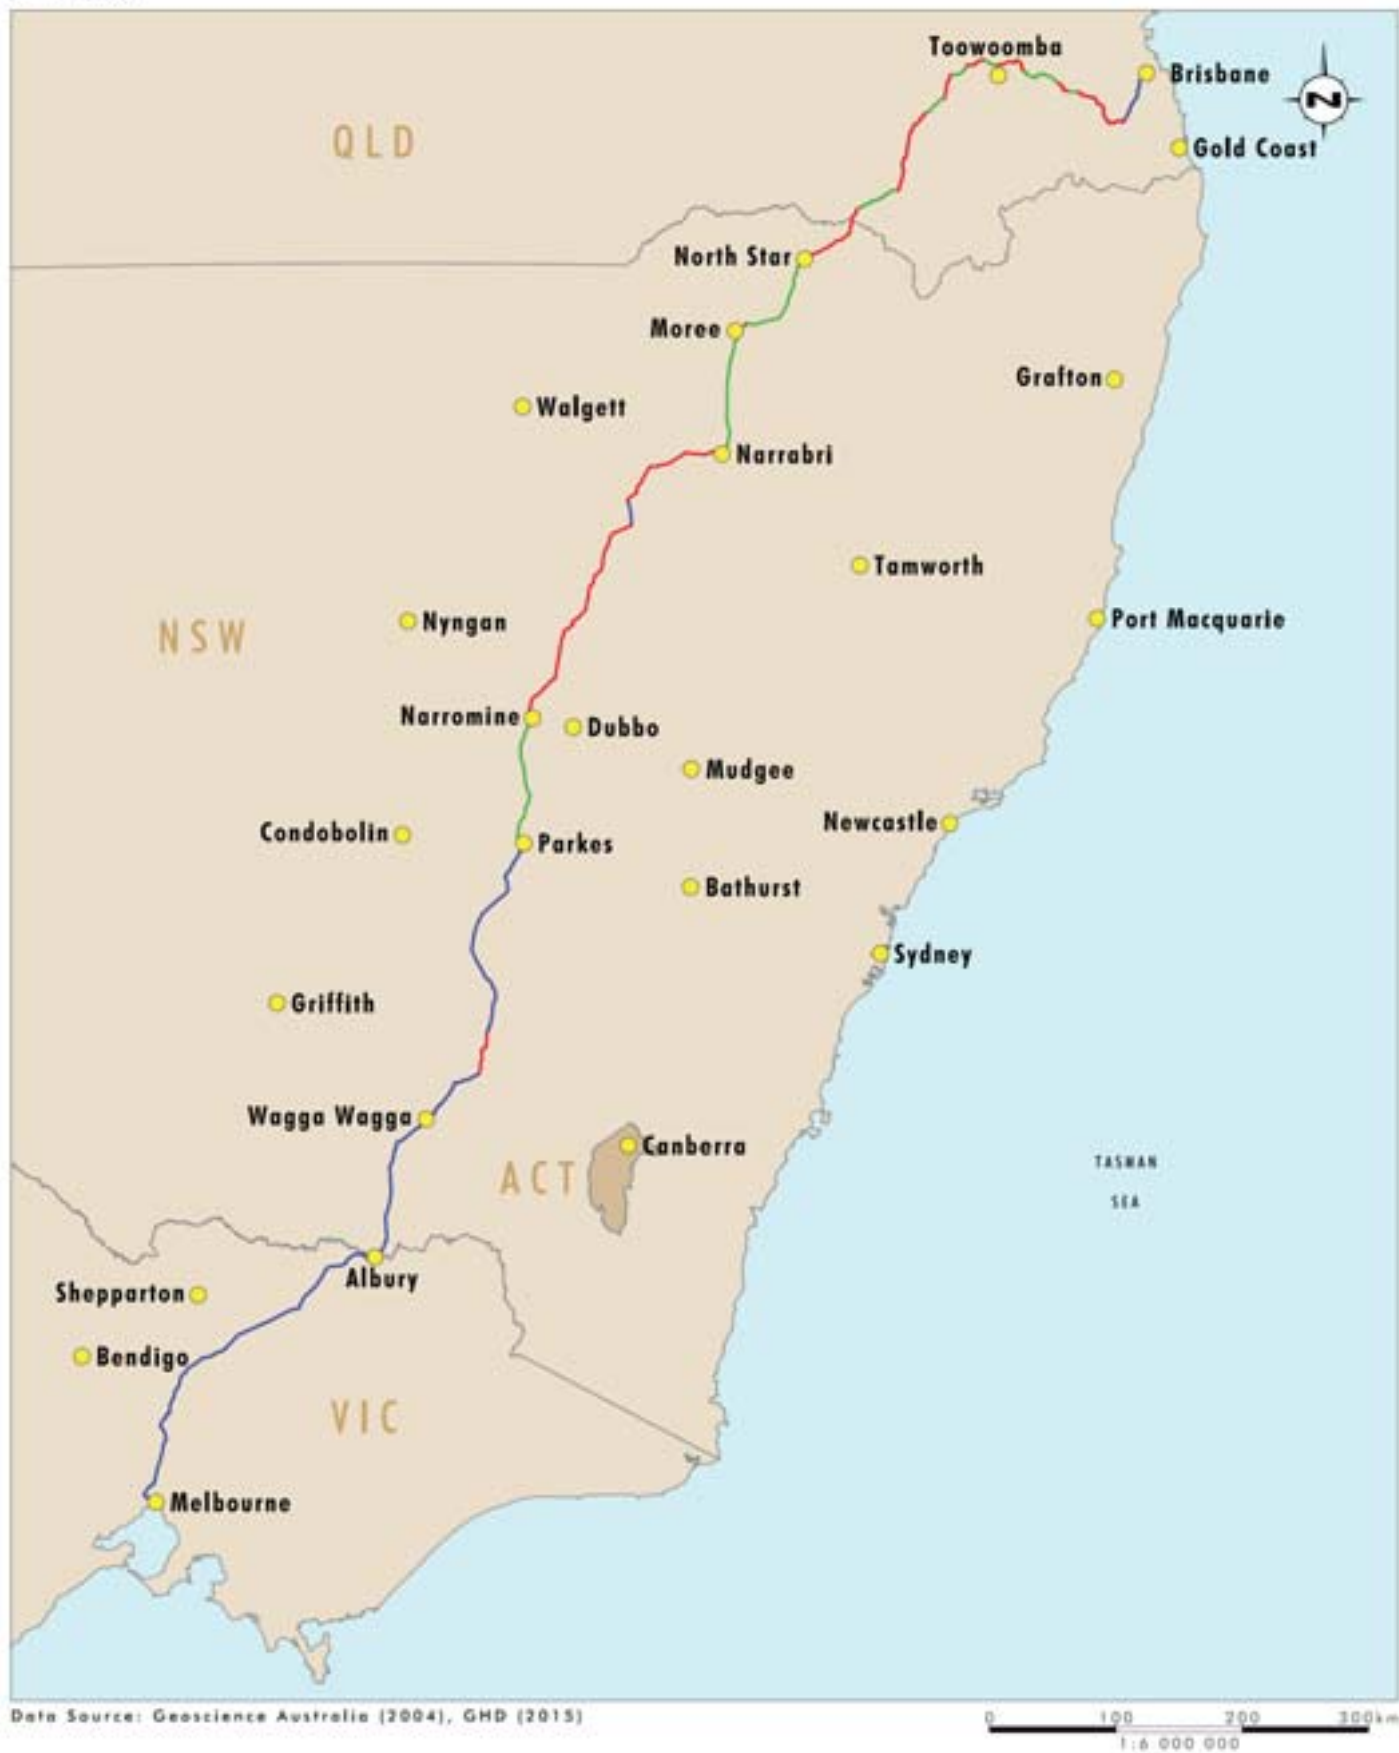 Toowoomba
Brisbane
QLD
N
Gold Coast
North Star
Moree
Grafton
Walgett
Narrabri
Tamworth
Nyngan
Port Macquarie
NSW
Narromine
Dubbo
Mudgee
Newcastle
Condobolin
Parkes
Bathurst
Sydney
Griffith
Wagga Wagga
Canberra
ACT
TASMAN
SEA
Albury
Shepparton
Bendigo
VIC
Melbourne
Data Source: Geoscience Australia (2004), GHD (2015)
0 100 200 300km
1:6 000 000